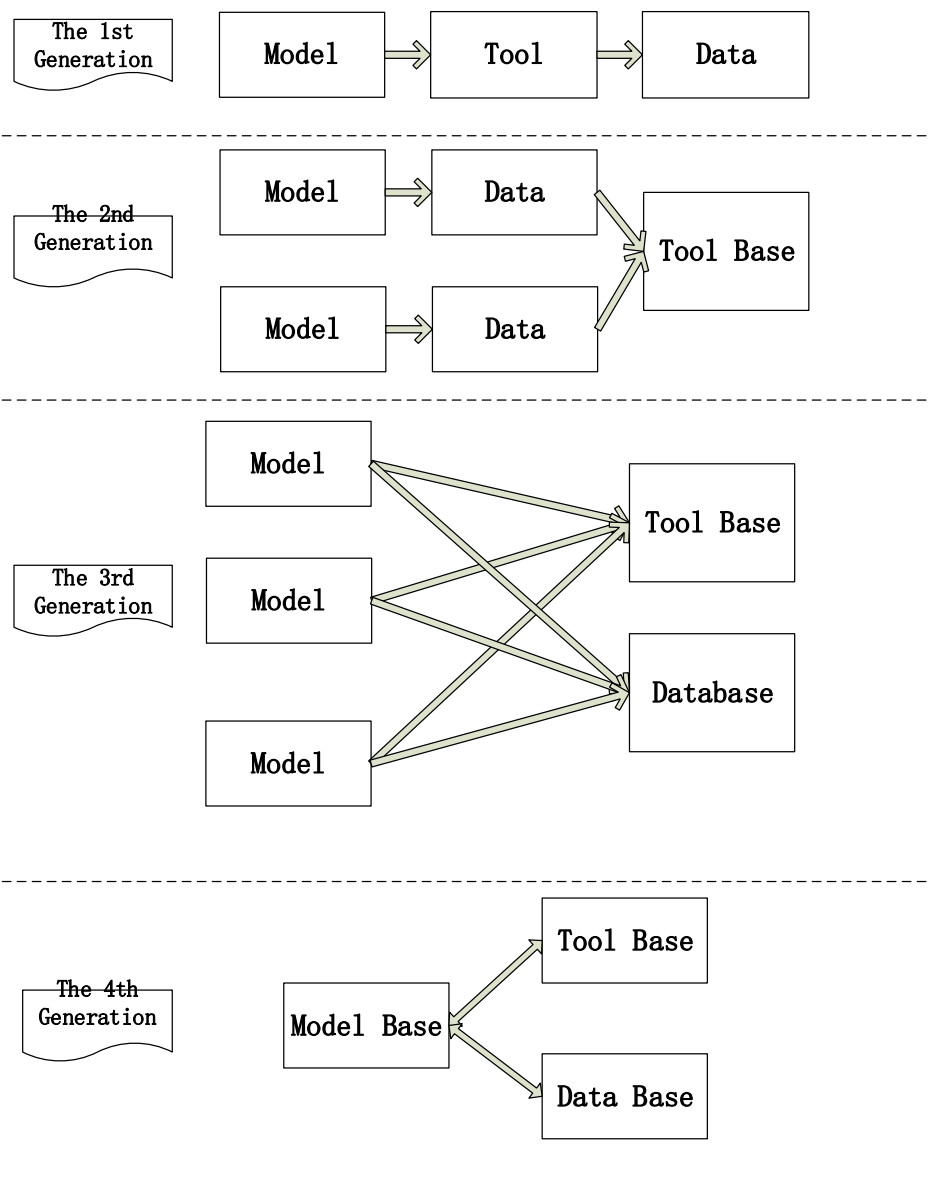 The 1st
Generation
Model
Tool
Data
The 2nd
Generation
Model
Data
Tool Base
Model
Data
The 3rd
Generation
Model
Tool Base
Model
Database
Model
The 4th
Generation
Model Base
Tool Base
Data Base